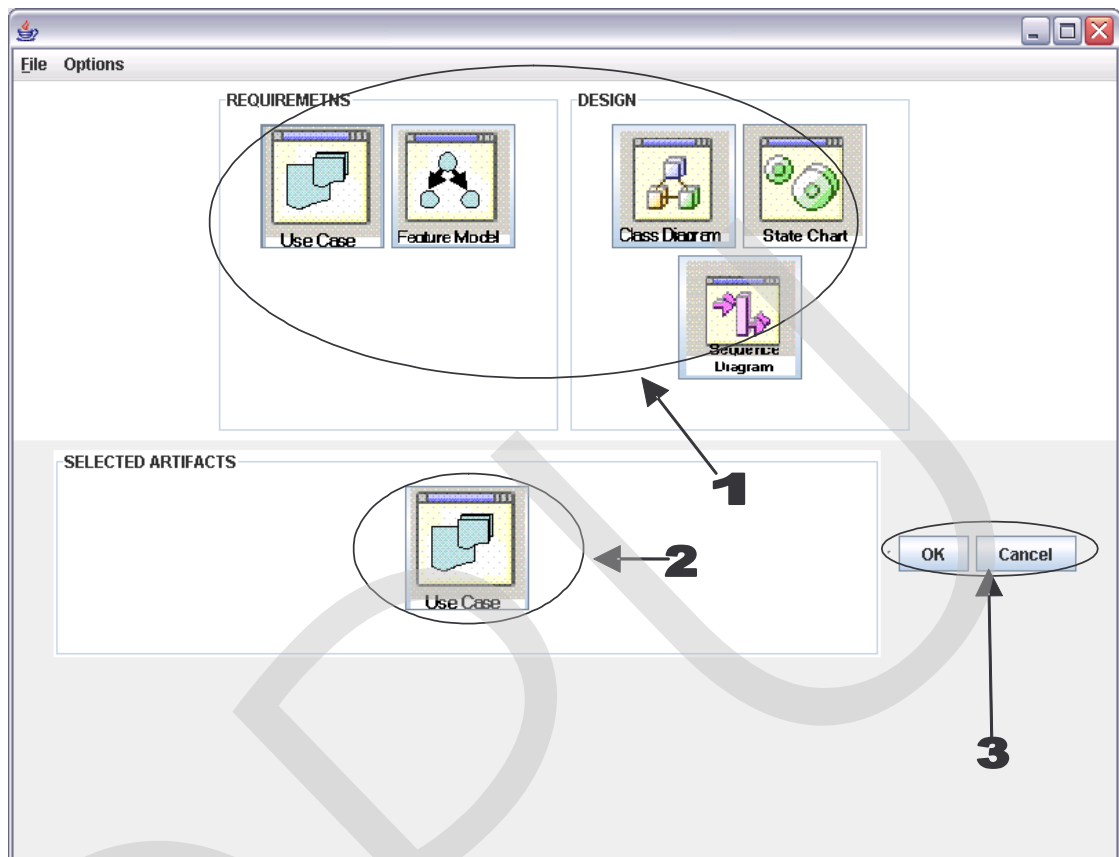 File Options
REQUIREMETNS
DESIGN
Use Case
Feature Model
Class Diagram
State Chart
Sequence
Diagram
1
SELECTED ARTIFACTS
Use Case
2
OK
Cancel
3